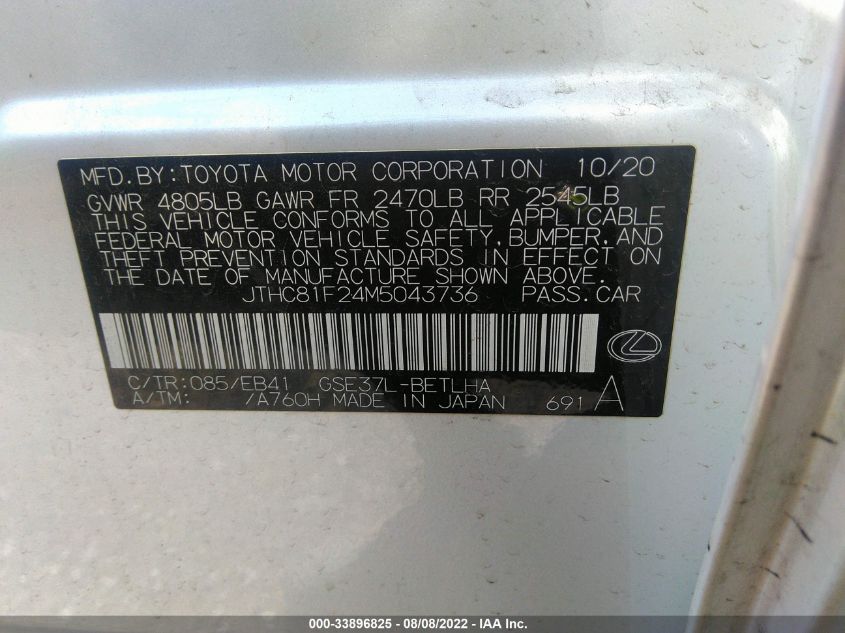 MFD.BY:TOYOTA MOTOR CORPORATION 10/20
GVWR 4805LB GAWR FR 2470LB RR 2545LB
THIS VEHICLE CONFORMS TO ALL APPLICABLE
FEDERAL MOTOR VEHICLE SAFETY,BUMPER,AND
THEFT PREVENTION STANDARDS IN EFFECT ON
THE DATE OF MANUFACTURE SHOWN ABOVE.
JTHC81F24M5043736 PASS.CAR
C/TR:085/EB41 GSE37L-BETLHA
A/TM: /A760H MADE IN JAPAN 691 A
000-33896825 - 08/08/2022 - IAA Inc.